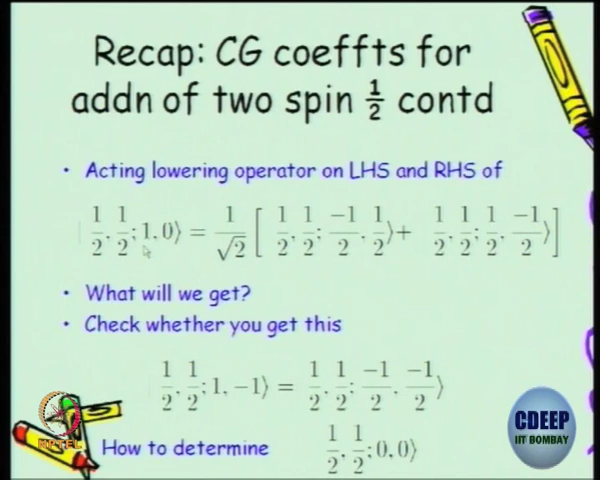 Recap: CG coeffts for
addn of two spin ½ contd
• Acting lowering operator on LHS and RHS of
|1/2, 1/2; 1, 0⟩ = 1/√2 [ 1/2, 1/2; −1/2, 1/2⟩+ 1/2, 1/2; 1/2, −1/2⟩]
• What will we get?
• Check whether you get this
|1/2, 1/2; 1, −1⟩ = 1/2, 1/2; −1/2, −1/2⟩
How to determine 1/2, 1/2; 0, 0⟩
NPTEL
CDEEP
IIT BOMBAY